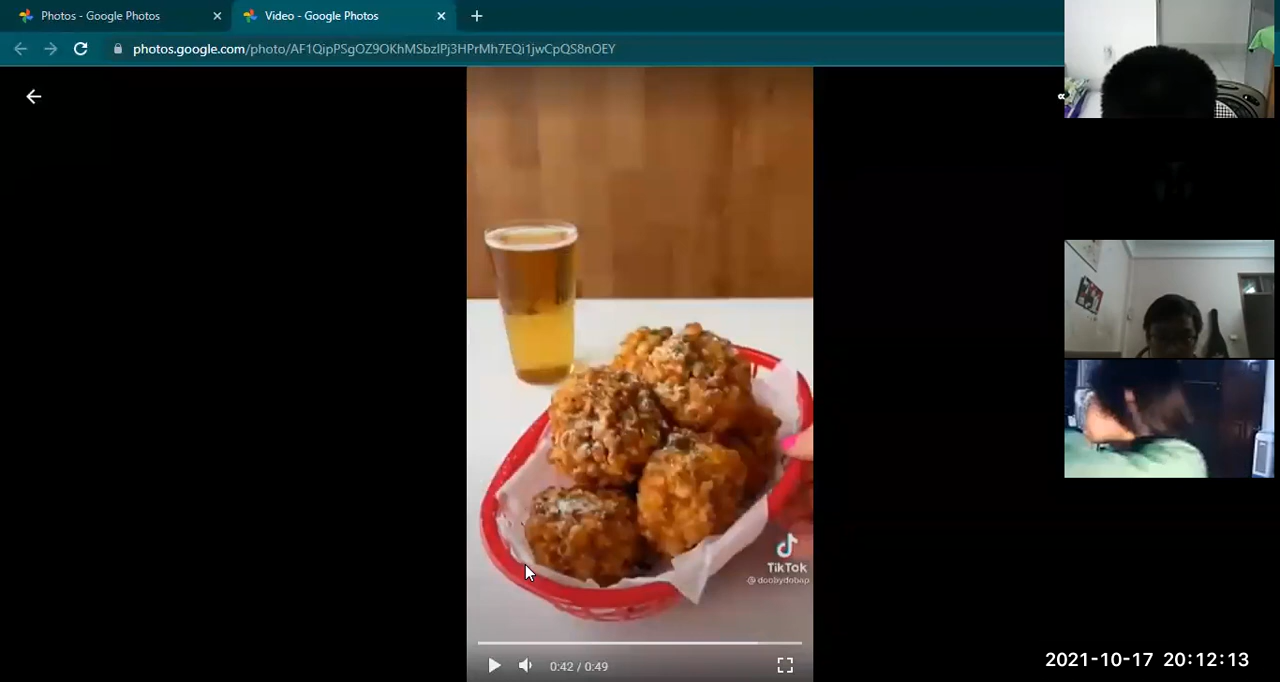 Photos - Google Photos
Video - Google Photos
photos.google.com/photo/AF1QipPSgOZ9OKhMSbzlPj3HPrMh7EQi1jwCpQS8nOEY
TikTok
@doobydobap
0:42 / 0:49
2021-10-17 20:12:13